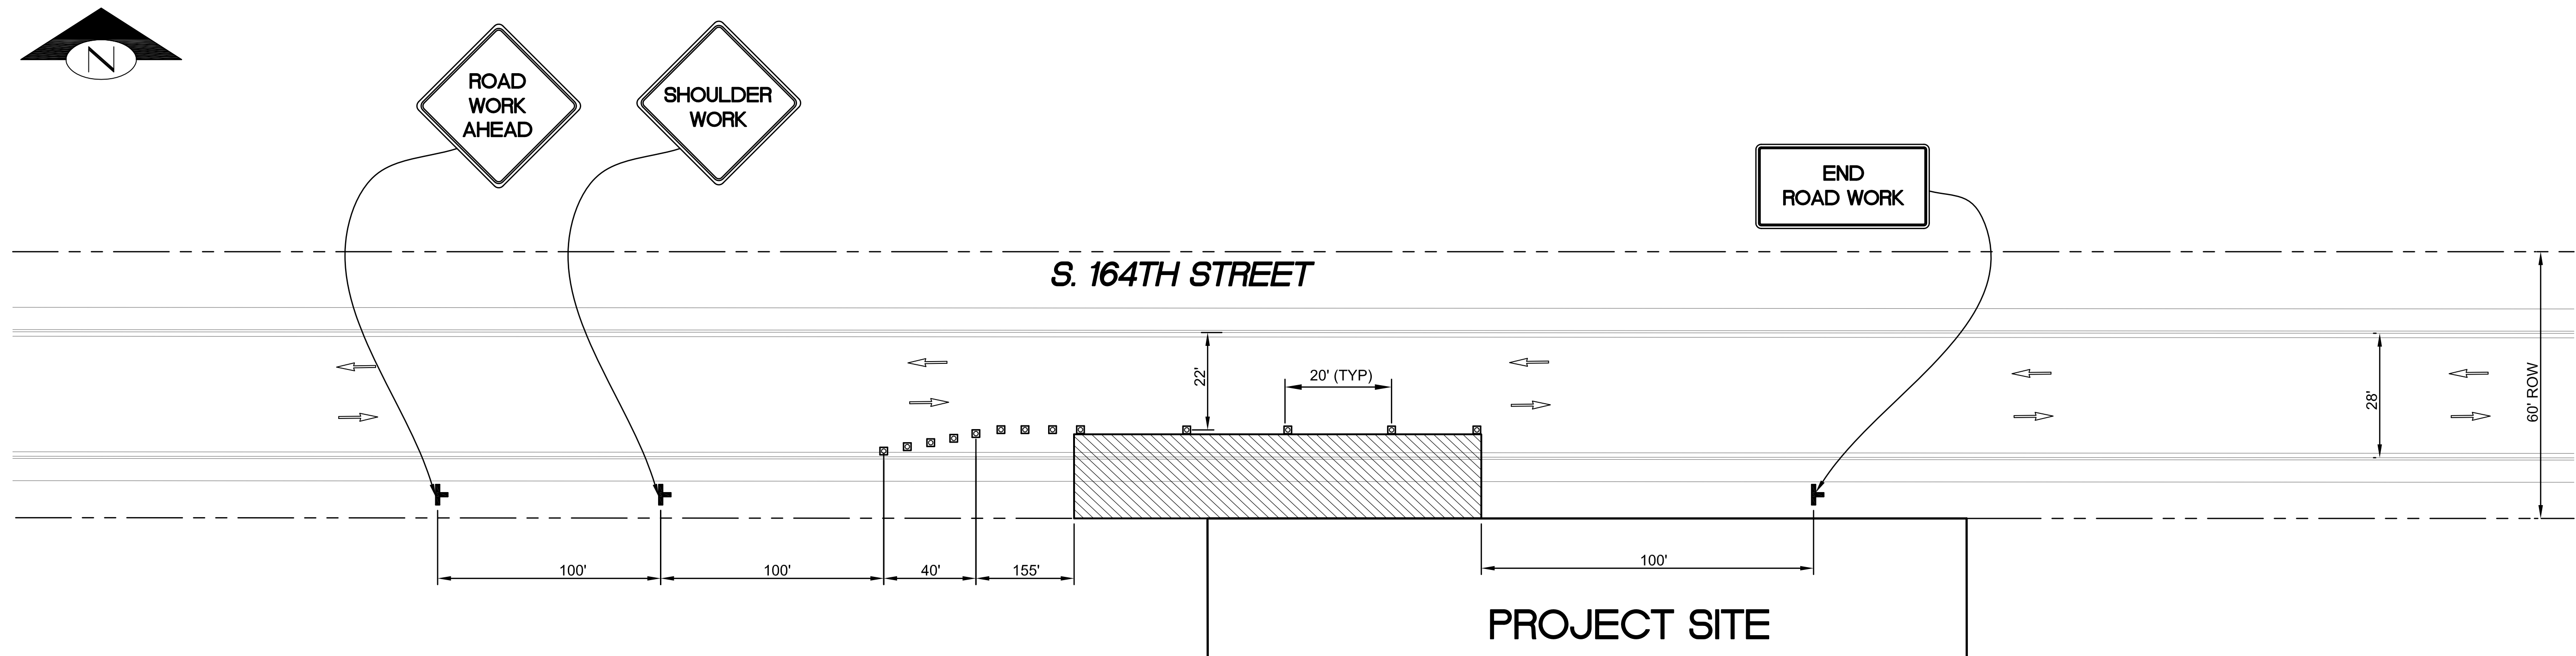 N
ROAD
WORK
AHEAD
SHOULDER
WORK
END
ROAD WORK
S. 164TH STREET
22'
20' (TYP)
28'
60' ROW
100'
100'
40'
155'
100'
PROJECT SITE